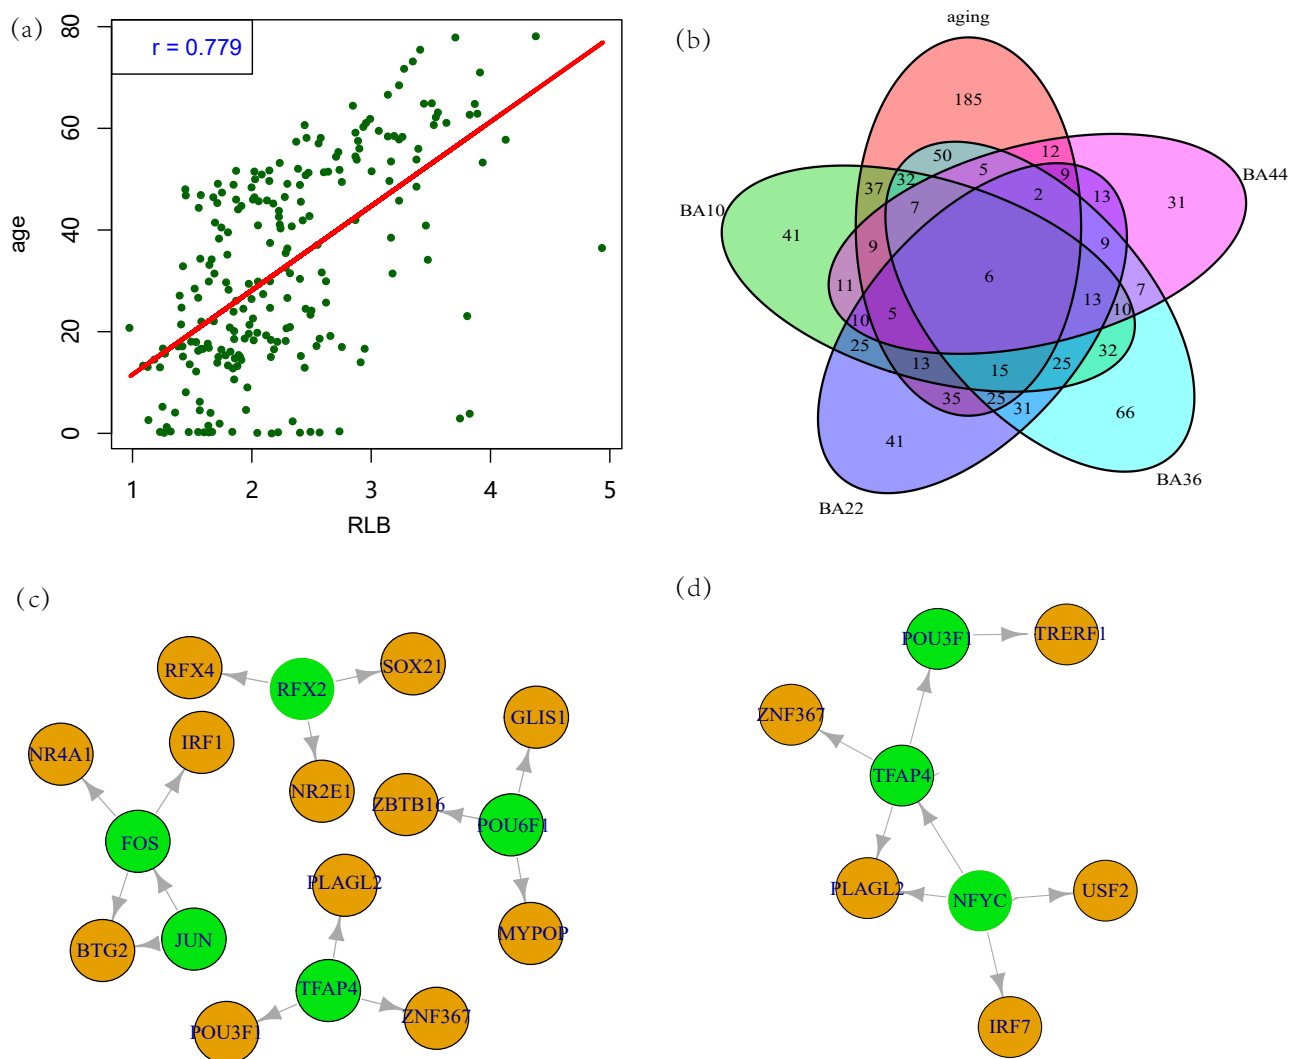 (a)
r = 0.779
80
60
40
20
0
age
1 2 3 4 5
RLB
(b)
aging
BA44
BA10
BA36
BA22
185
50
5
12
9
37
32
7
2
13
31
41
9
9
6
11
13
7
10
5
10
25
13
15
25
32
35
25
31
66
41
(c)
RFX4
RFX2
SOX21
NR4A1
IRF1
GLIS1
NR2E1
ZBTB16
POU6F1
FOS
PLAGL2
BTG2
JUN
MYPOP
TFAP4
POU3F1
ZNF367
(d)
POU3F1
TRERF1
ZNF367
TFAP4
PLAGL2
NFYC
USF2
IRF7